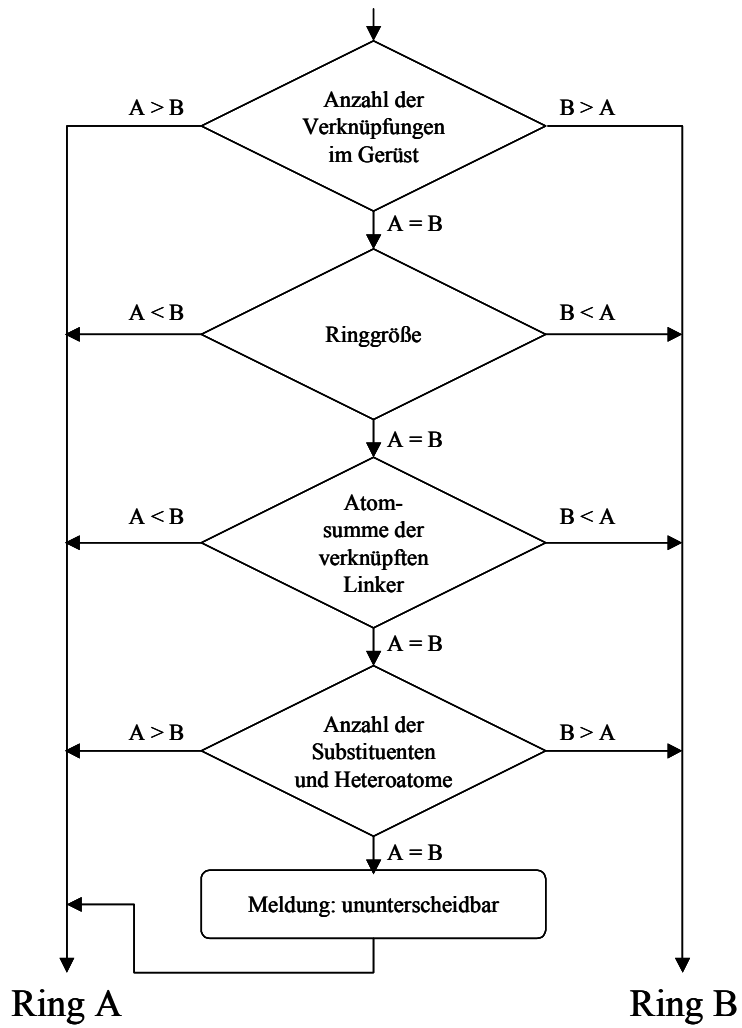 Anzahl der
Verknüpfungen
im Gerüst
A > B
B > A
A = B
Ringgröße
A < B
B < A
A = B
Atom-
summe der
verknüpften
Linker
A < B
B < A
A = B
Anzahl der
Substituenten
und Heteroatome
A > B
B > A
A = B
Meldung: ununterscheidbar
Ring A
Ring B